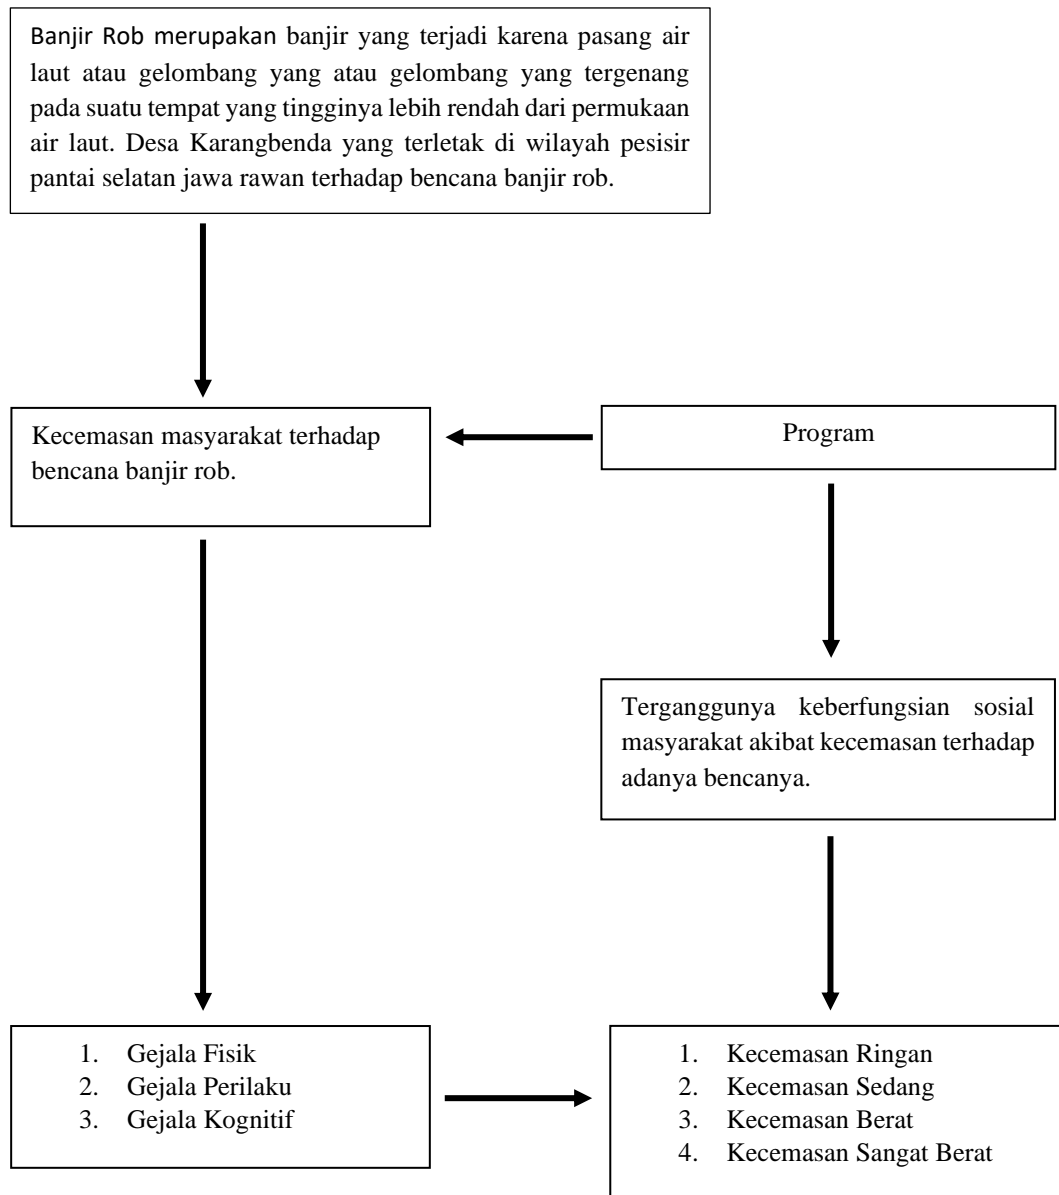 Banjir Rob merupakan banjir yang terjadi karena pasang air
laut atau gelombang yang atau gelombang yang tergenang
pada suatu tempat yang tingginya lebih rendah dari permukaan
air laut. Desa Karangbenda yang terletak di wilayah pesisir
pantai selatan jawa rawan terhadap bencana banjir rob.
Kecemasan masyarakat terhadap
bencana banjir rob.
Program
Terganggunya keberfungsian sosial
masyarakat akibat kecemasan terhadap
adanya bencanya.
1. Gejala Fisik
2. Gejala Perilaku
3. Gejala Kognitif
1. Kecemasan Ringan
2. Kecemasan Sedang
3. Kecemasan Berat
4. Kecemasan Sangat Berat